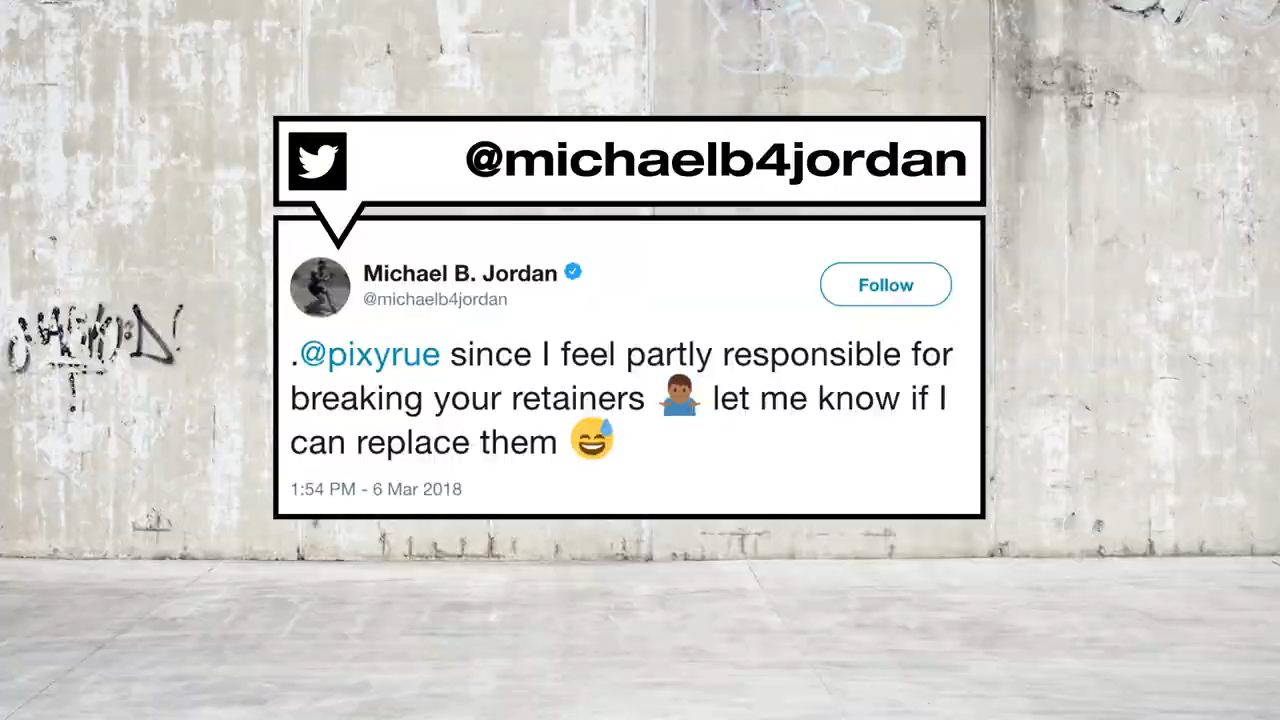 @michaelb4jordan
Michael B. Jordan
@michaelb4jordan
Follow
.@pixyrue since I feel partly responsible for
breaking your retainers 🤷🏾‍♂️ let me know if I
can replace them 😅
1:54 PM - 6 Mar 2018